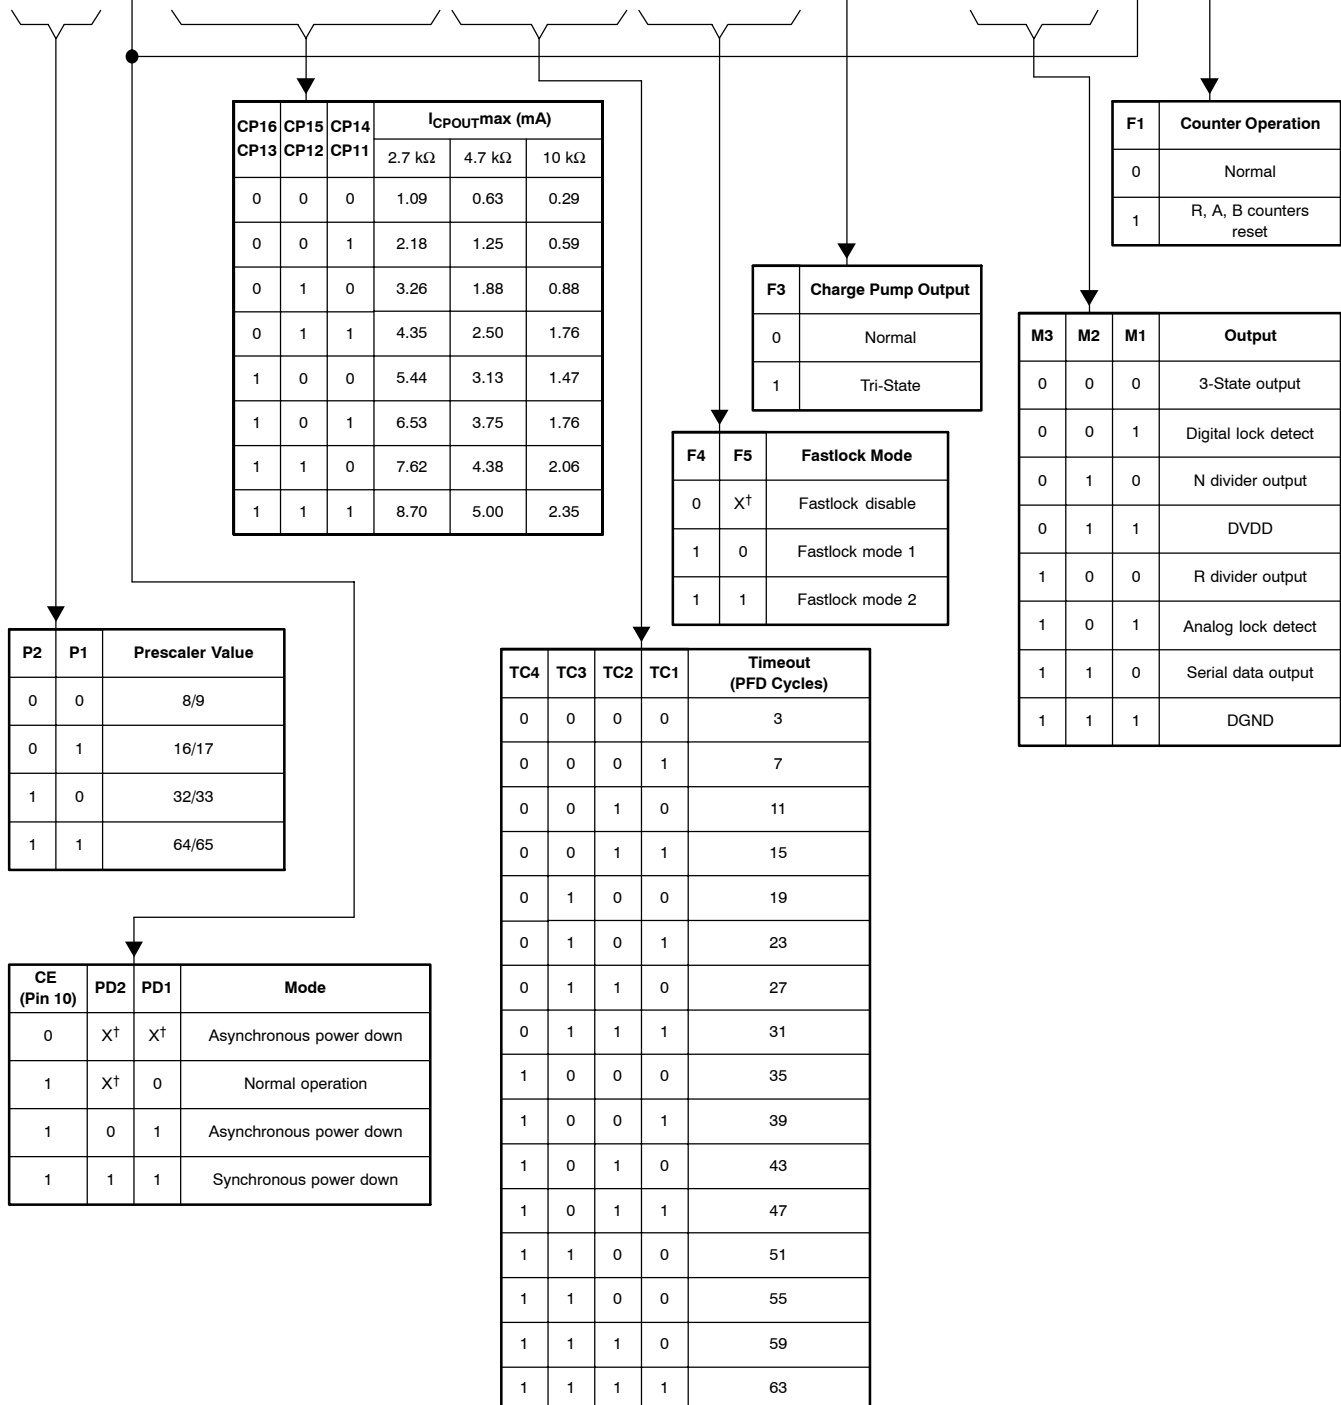 CP16 CP15 CP14 I_CPOUTmax (mA)
CP13 CP12 CP11 2.7 kΩ 4.7 kΩ 10 kΩ
0 0 0 1.09 0.63 0.29
0 0 1 2.18 1.25 0.59
0 1 0 3.26 1.88 0.88
0 1 1 4.35 2.50 1.76
1 0 0 5.44 3.13 1.47
1 0 1 6.53 3.75 1.76
1 1 0 7.62 4.38 2.06
1 1 1 8.70 5.00 2.35
F1 Counter Operation
0 Normal
1 R, A, B counters
reset
F3 Charge Pump Output
0 Normal
1 Tri-State
M3 M2 M1 Output
0 0 0 3-State output
0 0 1 Digital lock detect
0 1 0 N divider output
0 1 1 DVDD
1 0 0 R divider output
1 0 1 Analog lock detect
1 1 0 Serial data output
1 1 1 DGND
F4 F5 Fastlock Mode
0 X† Fastlock disable
1 0 Fastlock mode 1
1 1 Fastlock mode 2
P2 P1 Prescaler Value
0 0 8/9
0 1 16/17
1 0 32/33
1 1 64/65
TC4 TC3 TC2 TC1 Timeout
(PFD Cycles)
0 0 0 0 3
0 0 0 1 7
0 0 1 0 11
0 0 1 1 15
0 1 0 0 19
0 1 0 1 23
0 1 1 0 27
0 1 1 1 31
1 0 0 0 35
1 0 0 1 39
1 0 1 0 43
1 0 1 1 47
1 1 0 0 51
1 1 0 0 55
1 1 1 0 59
1 1 1 1 63
CE
(Pin 10) PD2 PD1 Mode
0 X† X† Asynchronous power down
1 X† 0 Normal operation
1 0 1 Asynchronous power down
1 1 1 Synchronous power down